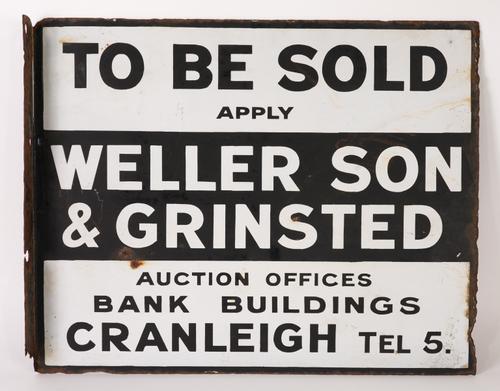 TO BE SOLD
APPLY
WELLER SON
& GRINSTED
AUCTION OFFICES
BANK BUILDINGS
CRANLEIGH TEL 5.